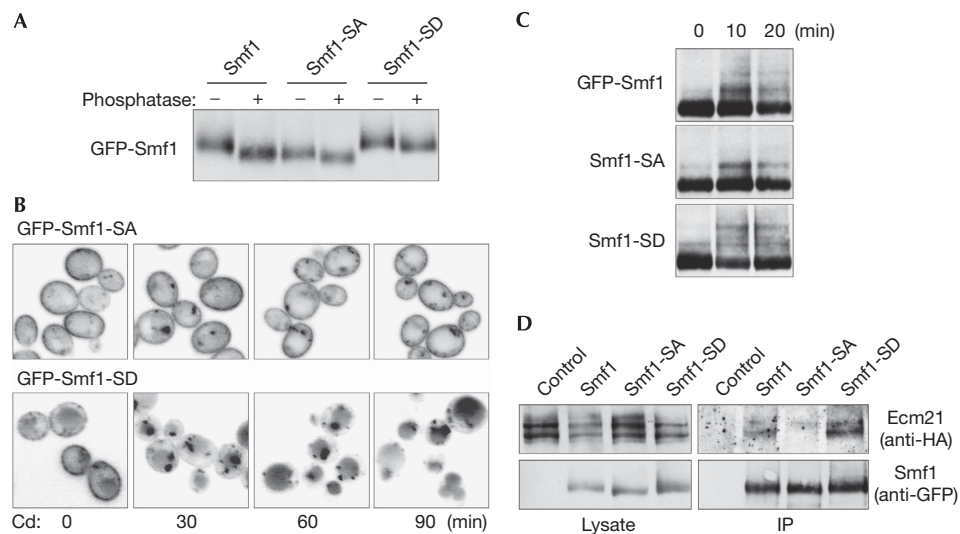 A
Smf1 Smf1-SA Smf1-SD
Phosphatase: – + – + – +
GFP-Smf1
B
GFP-Smf1-SA
GFP-Smf1-SD
Cd: 0 30 60 90 (min)
C
0 10 20 (min)
GFP-Smf1
Smf1-SA
Smf1-SD
D
Control Smf1 Smf1-SA Smf1-SD Control Smf1 Smf1-SA Smf1-SD
Ecm21
(anti-HA)
Smf1
(anti-GFP)
Lysate IP